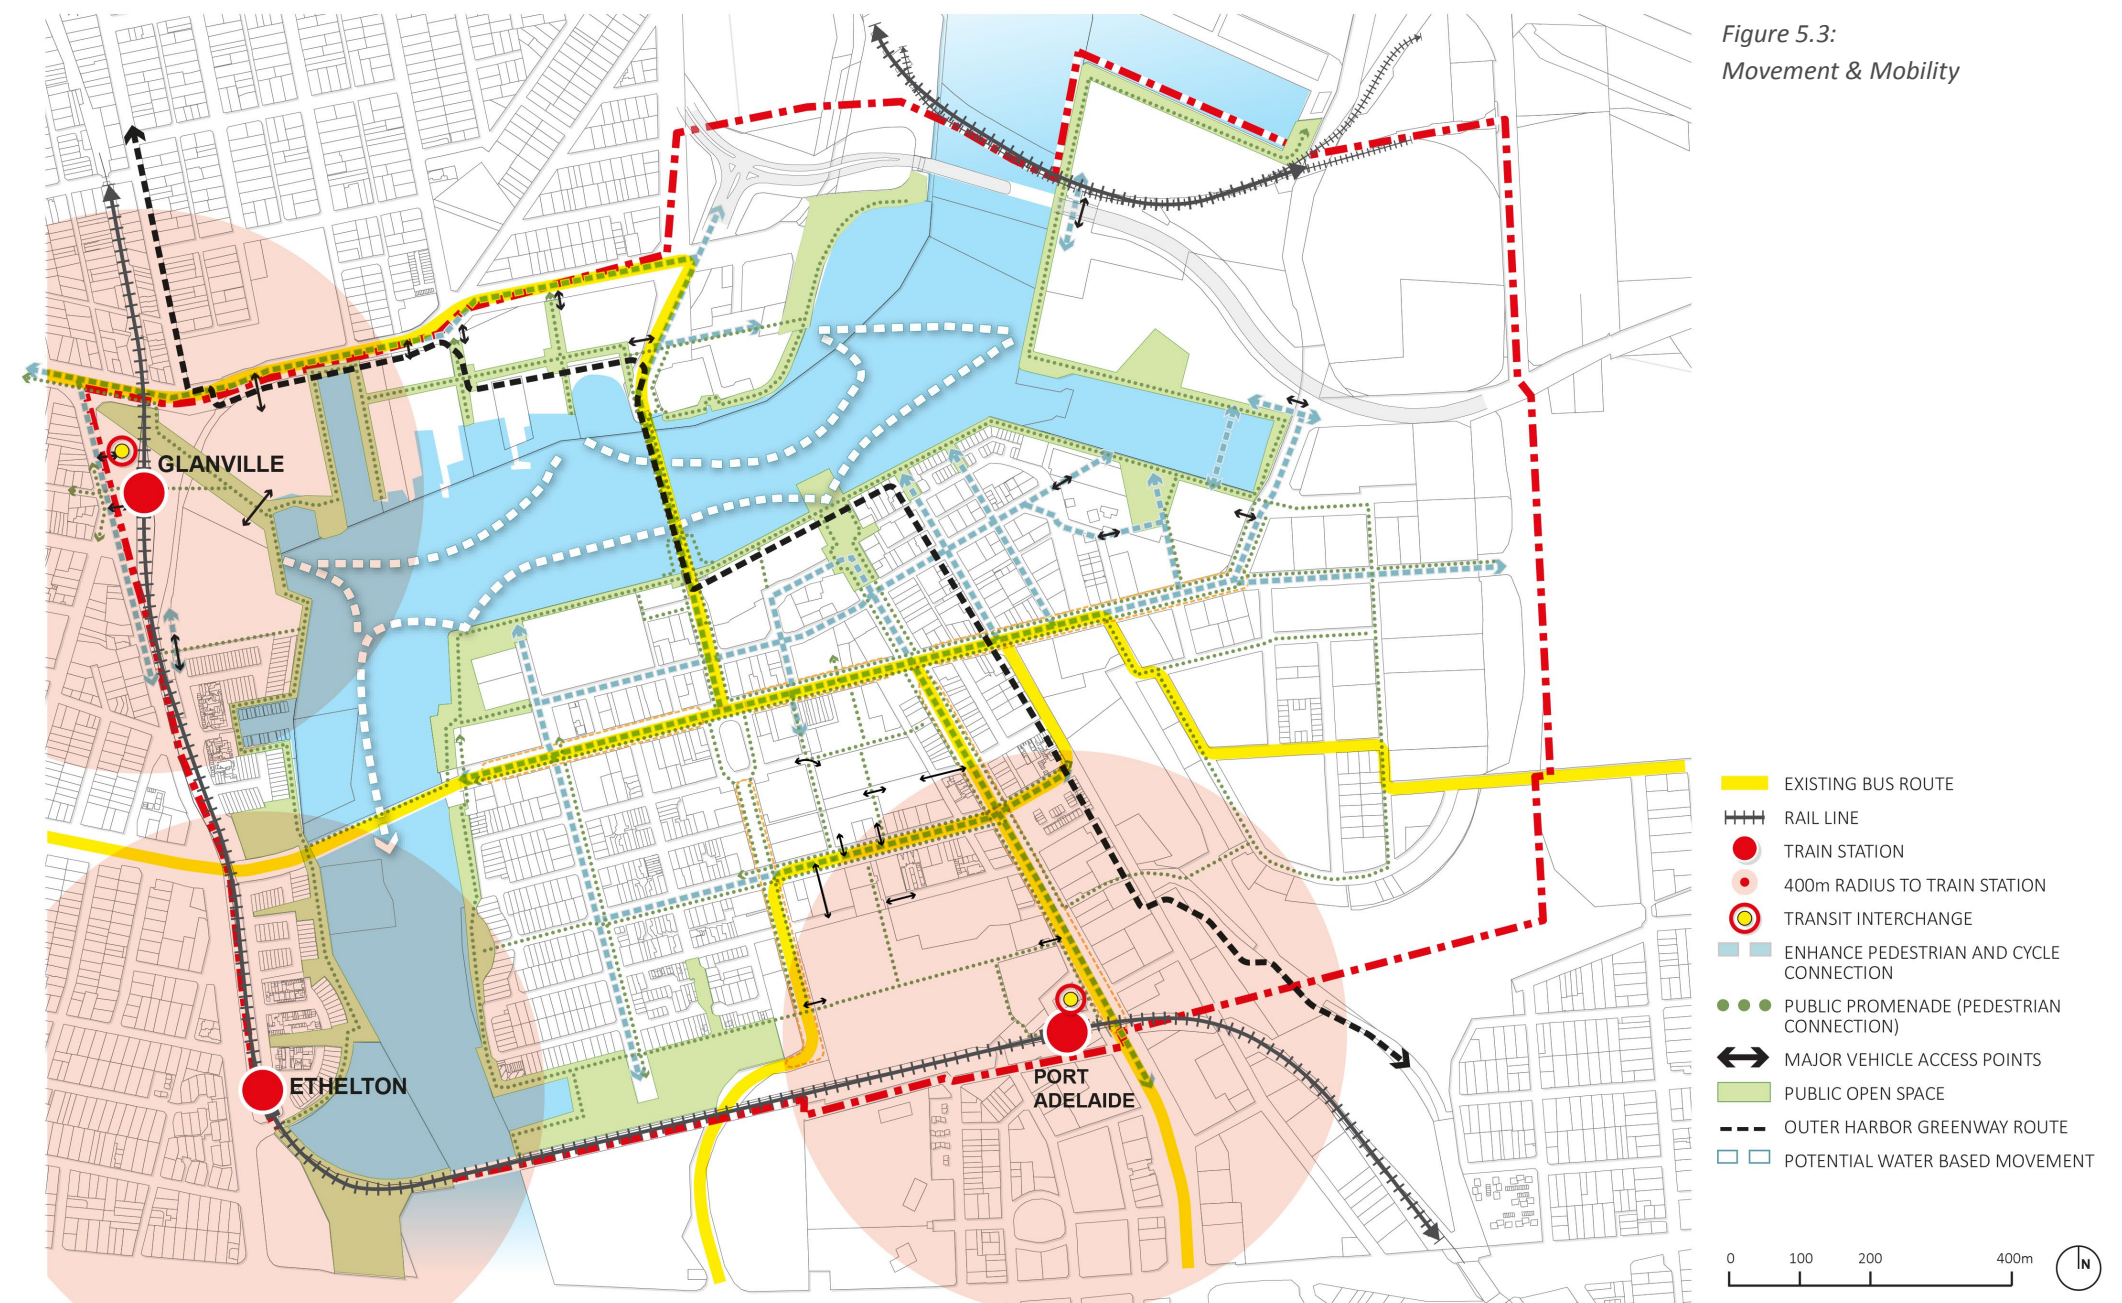 Figure 5.3:
Movement & Mobility
GLANVILLE
ETHELTON
PORT
ADELAIDE
EXISTING BUS ROUTE
RAIL LINE
TRAIN STATION
400m RADIUS TO TRAIN STATION
TRANSIT INTERCHANGE
ENHANCE PEDESTRIAN AND CYCLE
CONNECTION
PUBLIC PROMENADE (PEDESTRIAN
CONNECTION)
MAJOR VEHICLE ACCESS POINTS
PUBLIC OPEN SPACE
OUTER HARBOR GREENWAY ROUTE
POTENTIAL WATER BASED MOVEMENT
0 100 200 400m
N